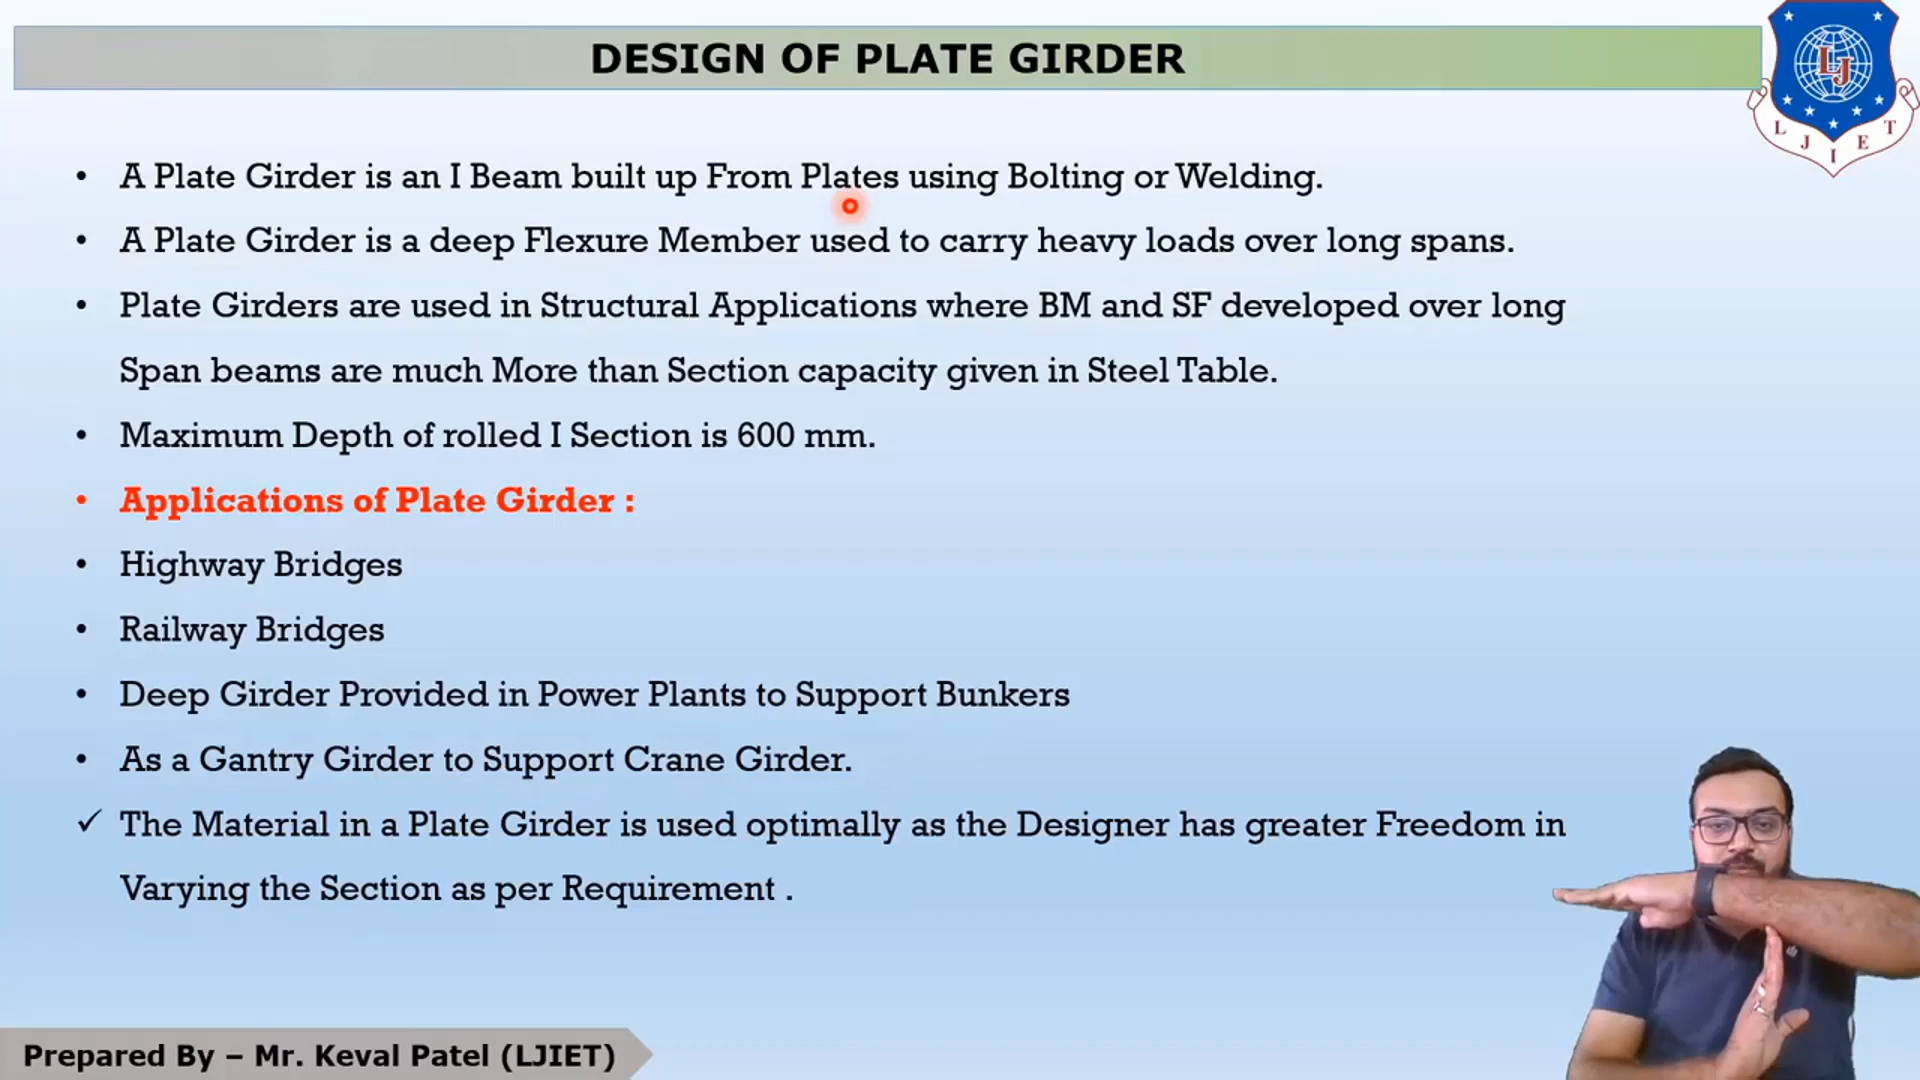 DESIGN OF PLATE GIRDER
LJ
L J I E T
• A Plate Girder is an I Beam built up From Plates using Bolting or Welding.
• A Plate Girder is a deep Flexure Member used to carry heavy loads over long spans.
• Plate Girders are used in Structural Applications where BM and SF developed over long
Span beams are much More than Section capacity given in Steel Table.
• Maximum Depth of rolled I Section is 600 mm.
• Applications of Plate Girder :
• Highway Bridges
• Railway Bridges
• Deep Girder Provided in Power Plants to Support Bunkers
• As a Gantry Girder to Support Crane Girder.
✓ The Material in a Plate Girder is used optimally as the Designer has greater Freedom in
Varying the Section as per Requirement .
Prepared By – Mr. Keval Patel (LJIET)